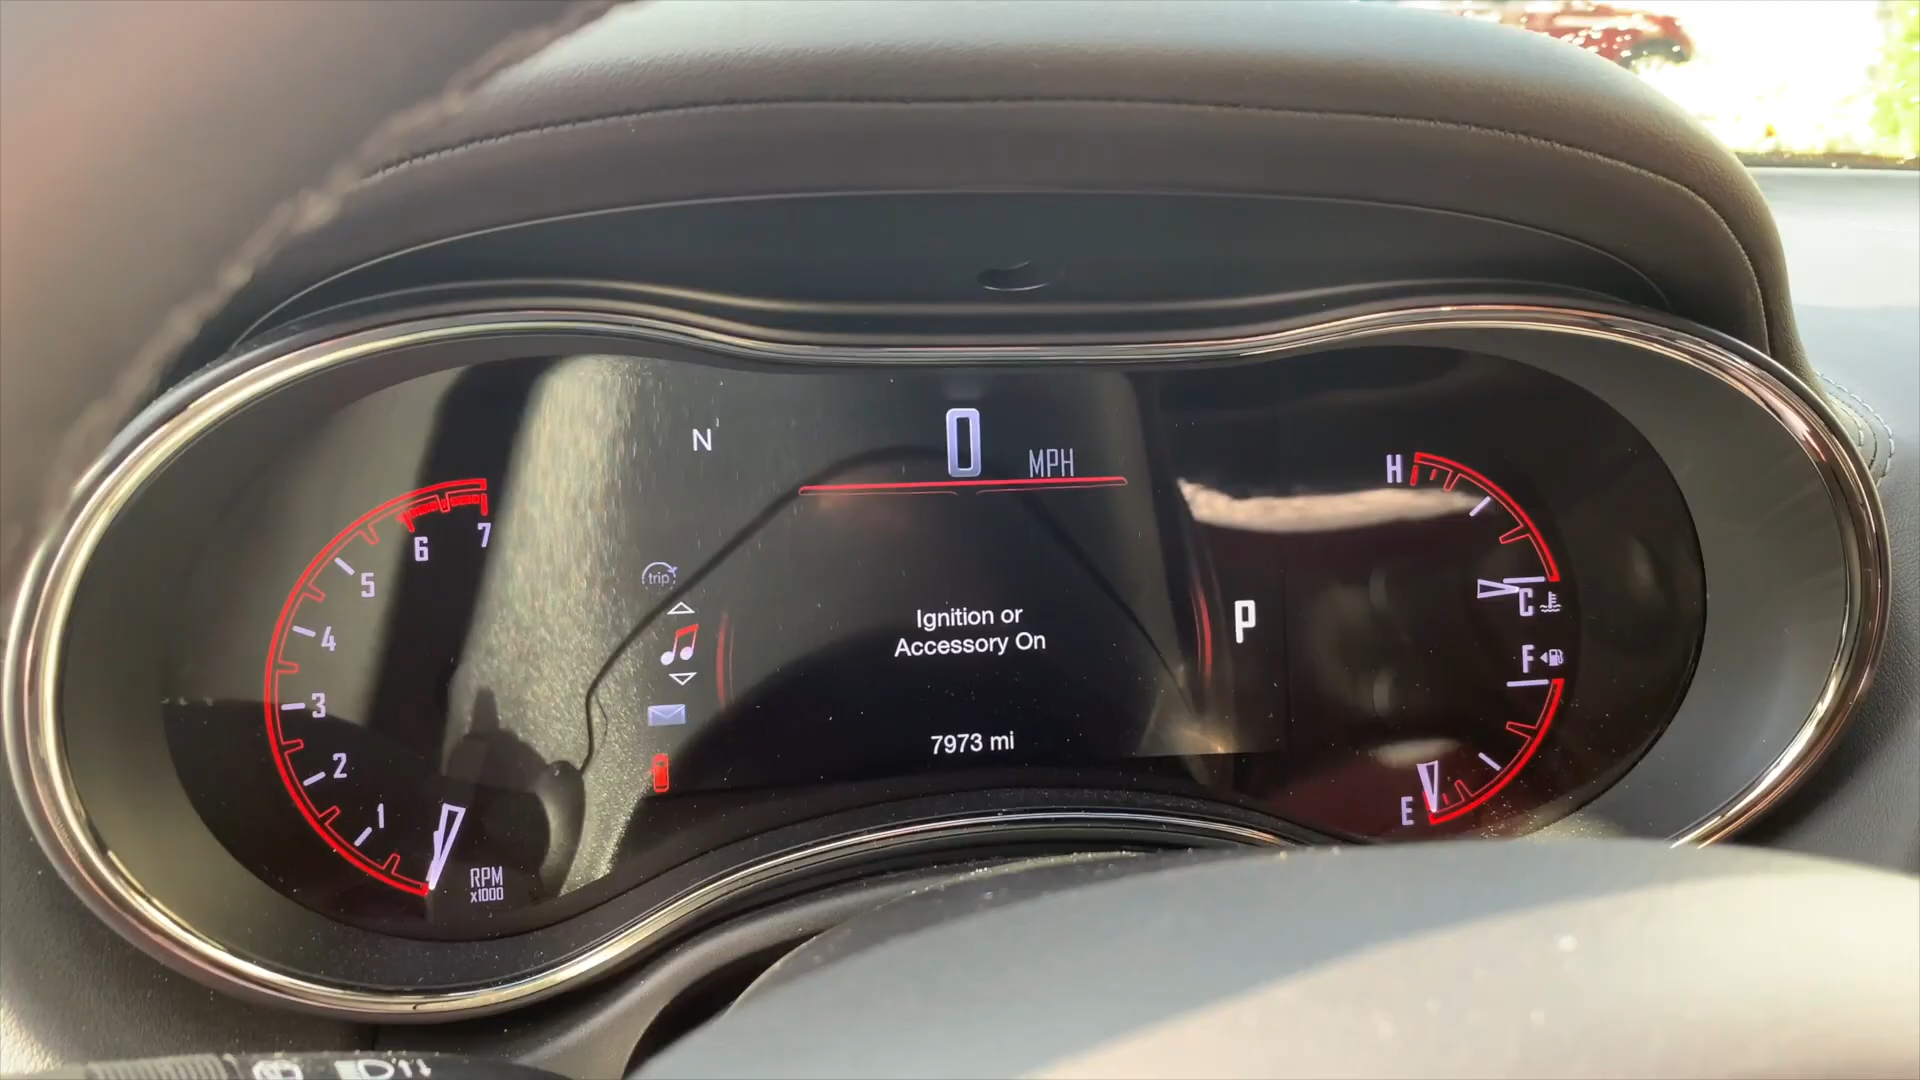 N
0 MPH
7
6
5
4
3
2
1
RPM
x1000
trip
Ignition or
Accessory On
7973 mi
P
H
C
F
E